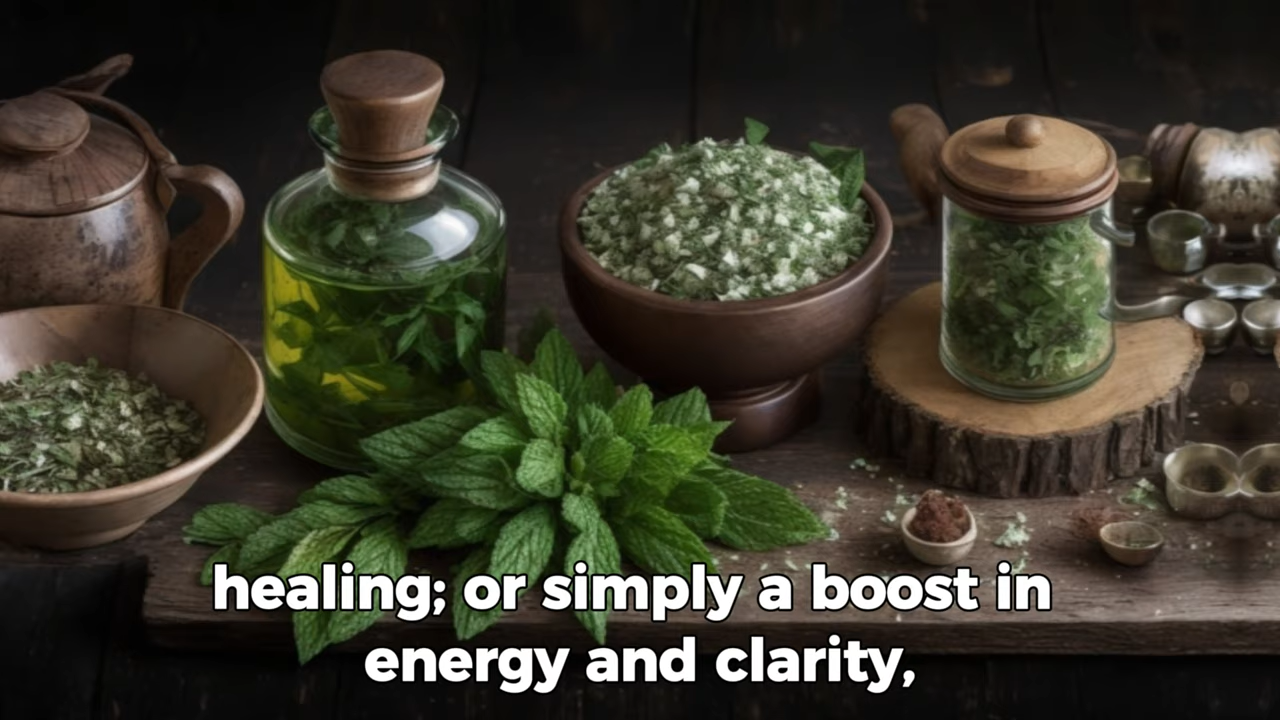 healing; or simply a boost in
energy and clarity,